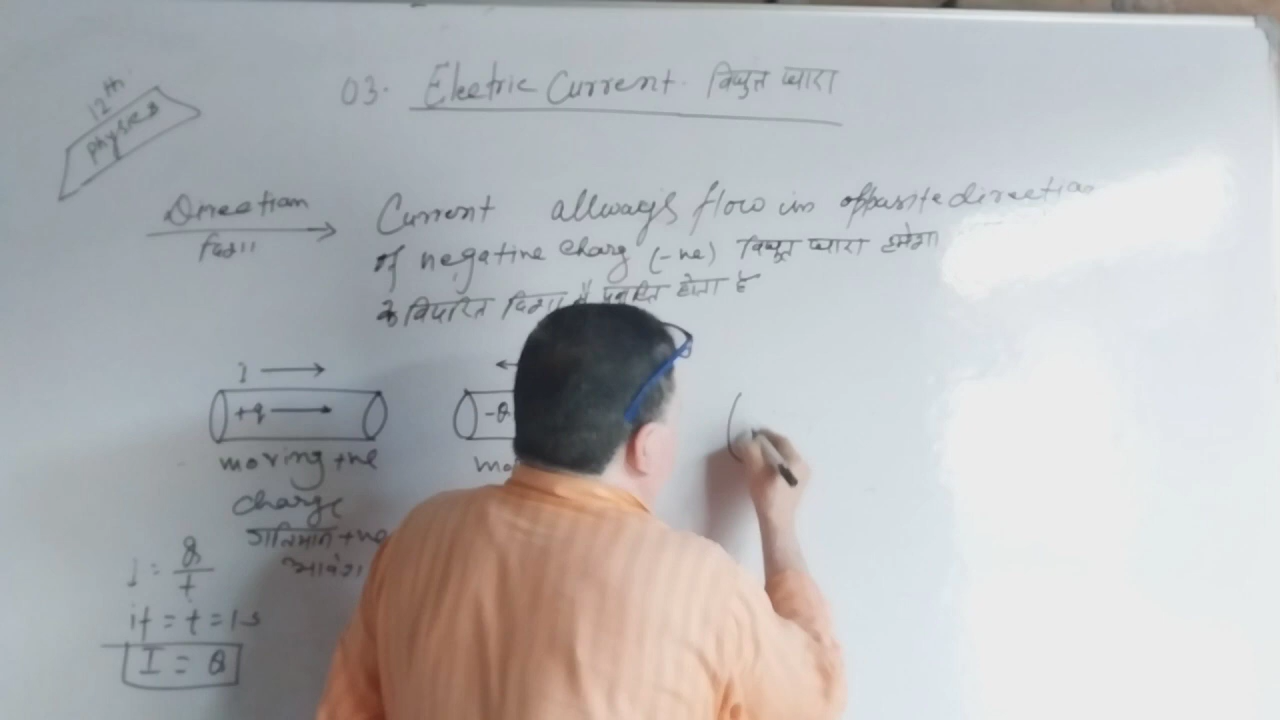 12th
Physics
03. Electric Current. विद्युत धारा
Direction
दिशा
Current allways flow in opposite direction
of negative charg (-ve) विद्युत धारा हमेशा
के विपरित दिशा में प्रवाहित होता है
I →
+q →
moving +ve
charge
गतिमान +ve
आवेश
←
-Q
I = Q/t
if = t = 1s
I = Q